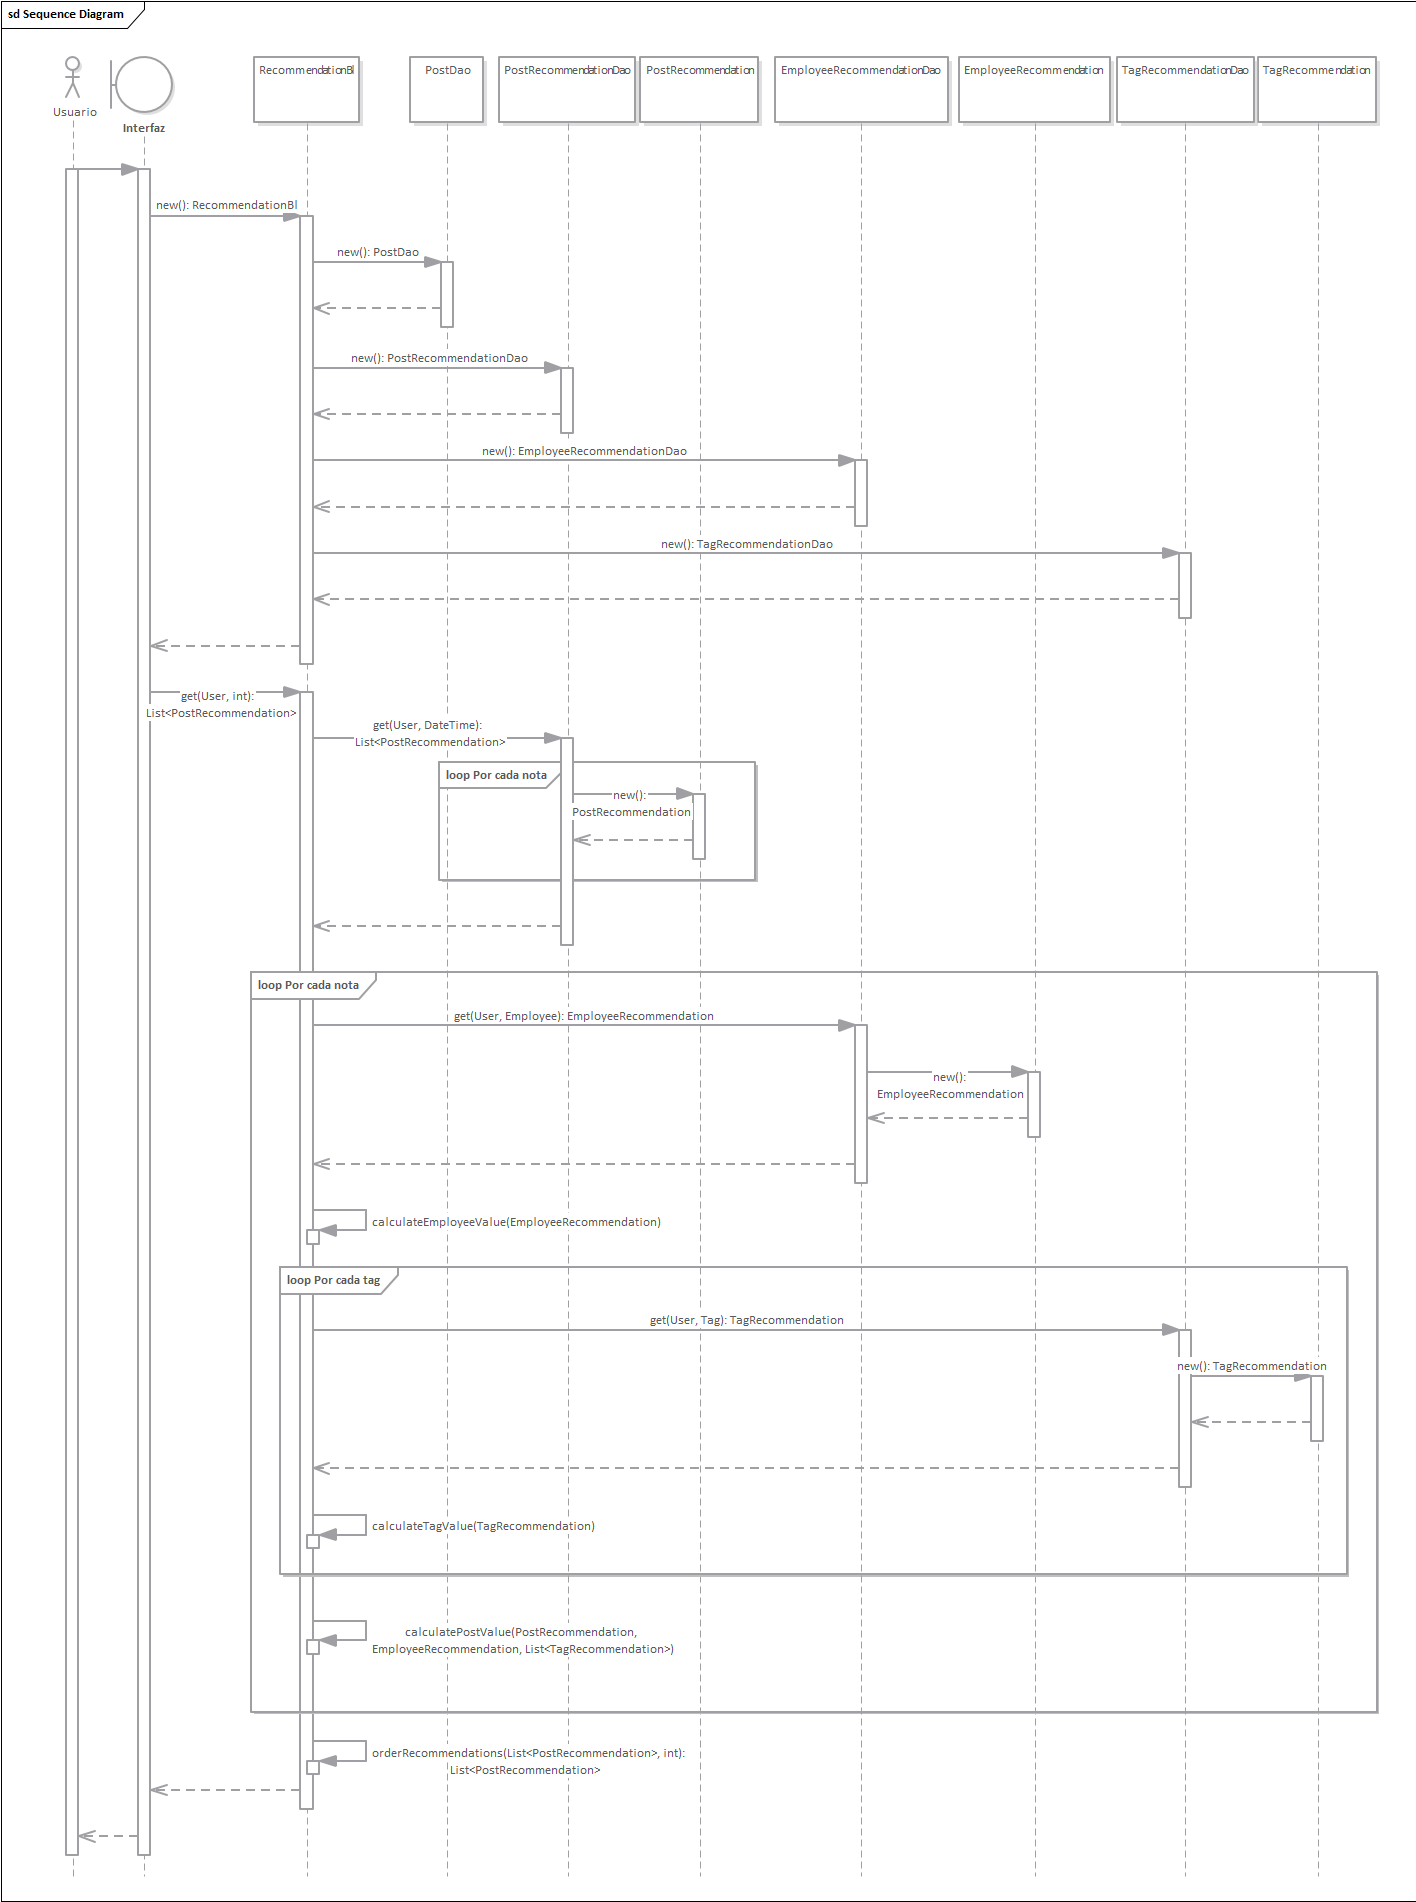 sd Sequence Diagram
Usuario
Interfaz
RecommendationBl
PostDao
PostRecommendationDao
PostRecommendation
EmployeeRecommendationDao
EmployeeRecommendation
TagRecommendationDao
TagRecommendation
new(): RecommendationBl
new(): PostDao
new(): PostRecommendationDao
new(): EmployeeRecommendationDao
new(): TagRecommendationDao
get(User, int):
List<PostRecommendation>
get(User, DateTime):
List<PostRecommendation>
loop Por cada nota
new():
PostRecommendation
loop Por cada nota
get(User, Employee): EmployeeRecommendation
new():
EmployeeRecommendation
calculateEmployeeValue(EmployeeRecommendation)
loop Por cada tag
get(User, Tag): TagRecommendation
new(): TagRecommendation
calculateTagValue(TagRecommendation)
calculatePostValue(PostRecommendation,
EmployeeRecommendation, List<TagRecommendation>)
orderRecommendations(List<PostRecommendation>, int):
List<PostRecommendation>